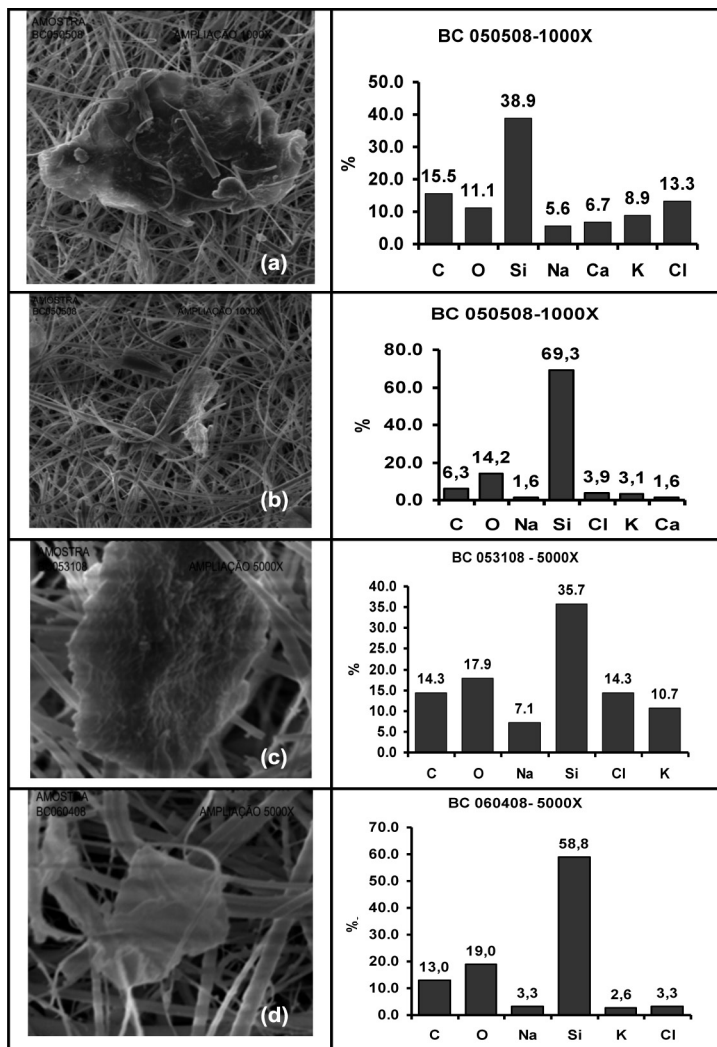 AMOSTRA
BC050508
AMPLIAÇÃO 1000X
(a)
BC 050508-1000X
%
50.0
40.0
30.0
20.0
10.0
0.0
15.5
11.1
38.9
5.6
6.7
8.9
13.3
C O Si Na Ca K Cl
AMOSTRA
BC050508
AMPLIAÇÃO 1000X
(b)
BC 050508-1000X
%
80.0
60.0
40.0
20.0
0.0
6,3
14,2
1,6
69,3
3,9
3,1
1,6
C O Na Si Cl K Ca
AMOSTRA
BC053108
AMPLIAÇÃO 5000X
(c)
BC 053108 - 5000X
%
40.0
35.0
30.0
25.0
20.0
15.0
10.0
5.0
0.0
14.3
17.9
7.1
35.7
14.3
10.7
C O Na Si Cl K
AMOSTRA
BC060408
AMPLIAÇÃO 5000X
(d)
BC 060408- 5000X
%-
70.0
60.0
50.0
40.0
30.0
20.0
10.0
0.0
13,0
19,0
3,3
58,8
2,6
3,3
C O Na Si K Cl